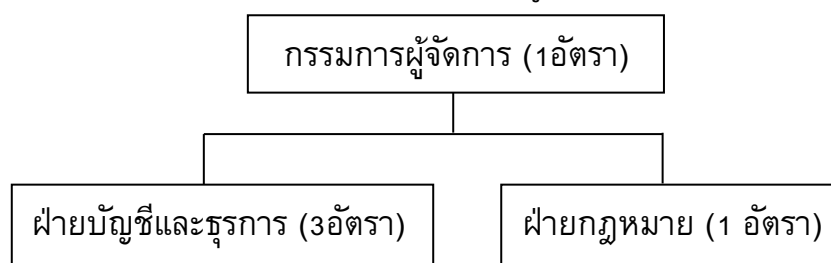 กรรมการผู้จัดการ (1อัตรา)
ฝ่ายบัญชีและธุรการ (3อัตรา)
ฝ่ายกฎหมาย (1 อัตรา)